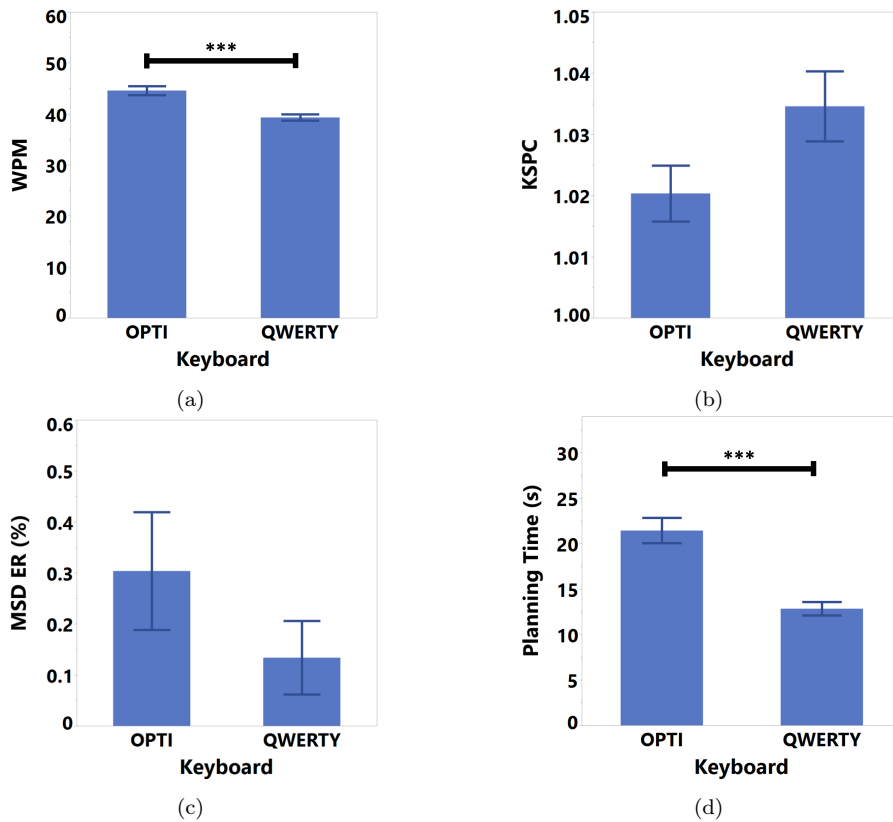 60
50
40
30
20
10
0
WPM
***
OPTI QWERTY
Keyboard
(a)
1.05
1.04
1.03
1.02
1.01
1.00
KSPC
OPTI QWERTY
Keyboard
(b)
0.6
0.5
0.4
0.3
0.2
0.1
0
MSD ER (%)
OPTI QWERTY
Keyboard
(c)
30
25
20
15
10
5
0
Planning Time (s)
***
OPTI QWERTY
Keyboard
(d)